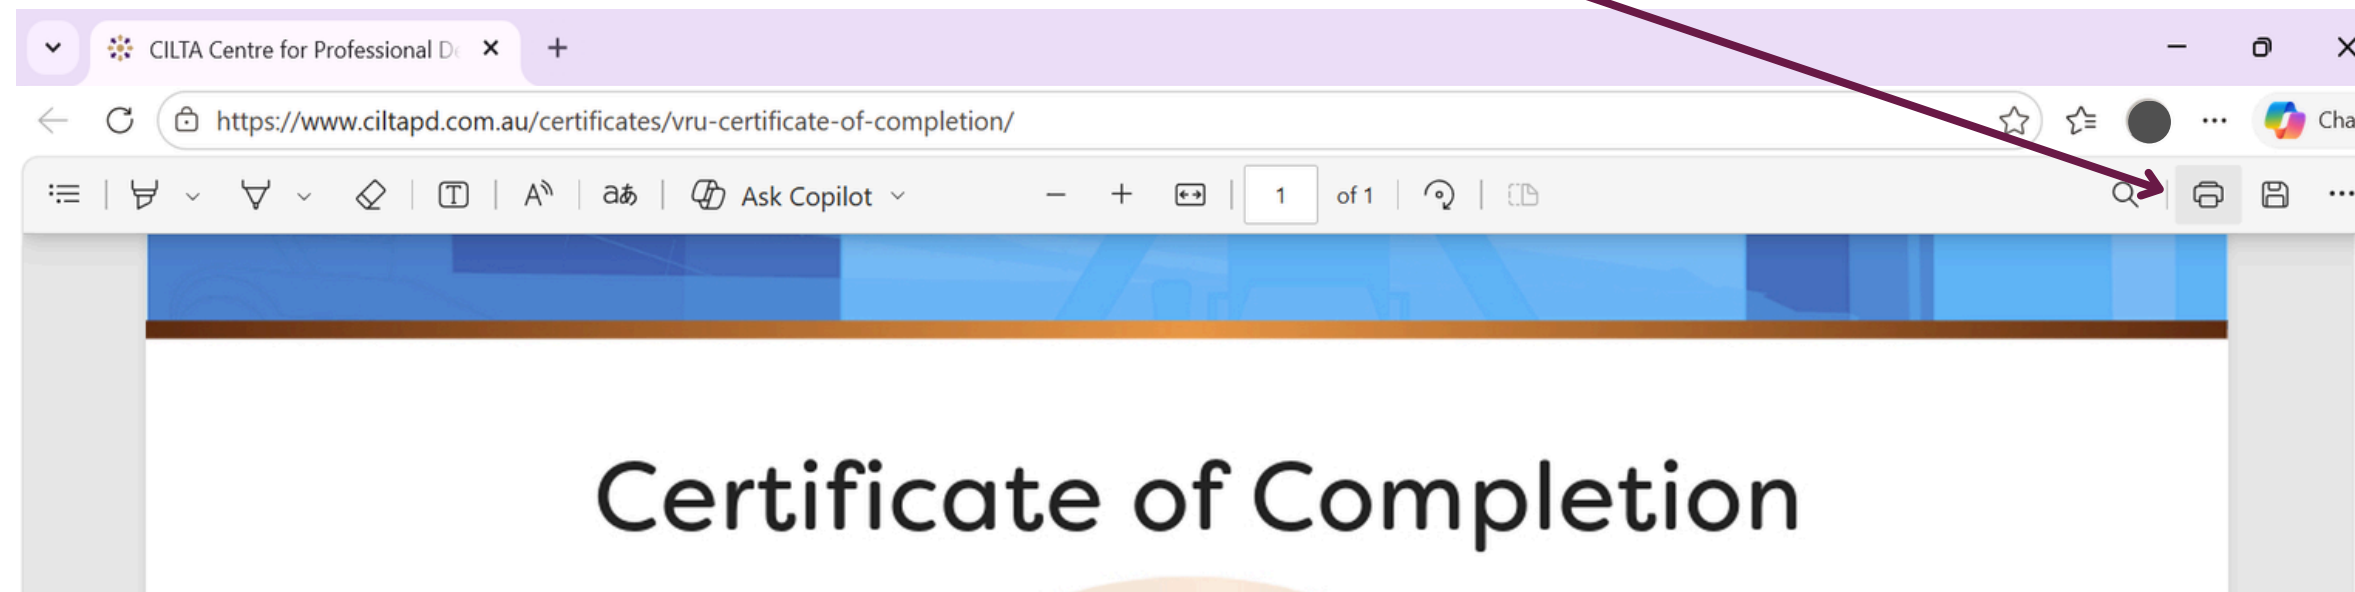 CILTA Centre for Professional De
https://www.ciltapd.com.au/certificates/vru-certificate-of-completion/
Cha
T A aあ Ask Copilot 1 of 1
Certificate of Completion